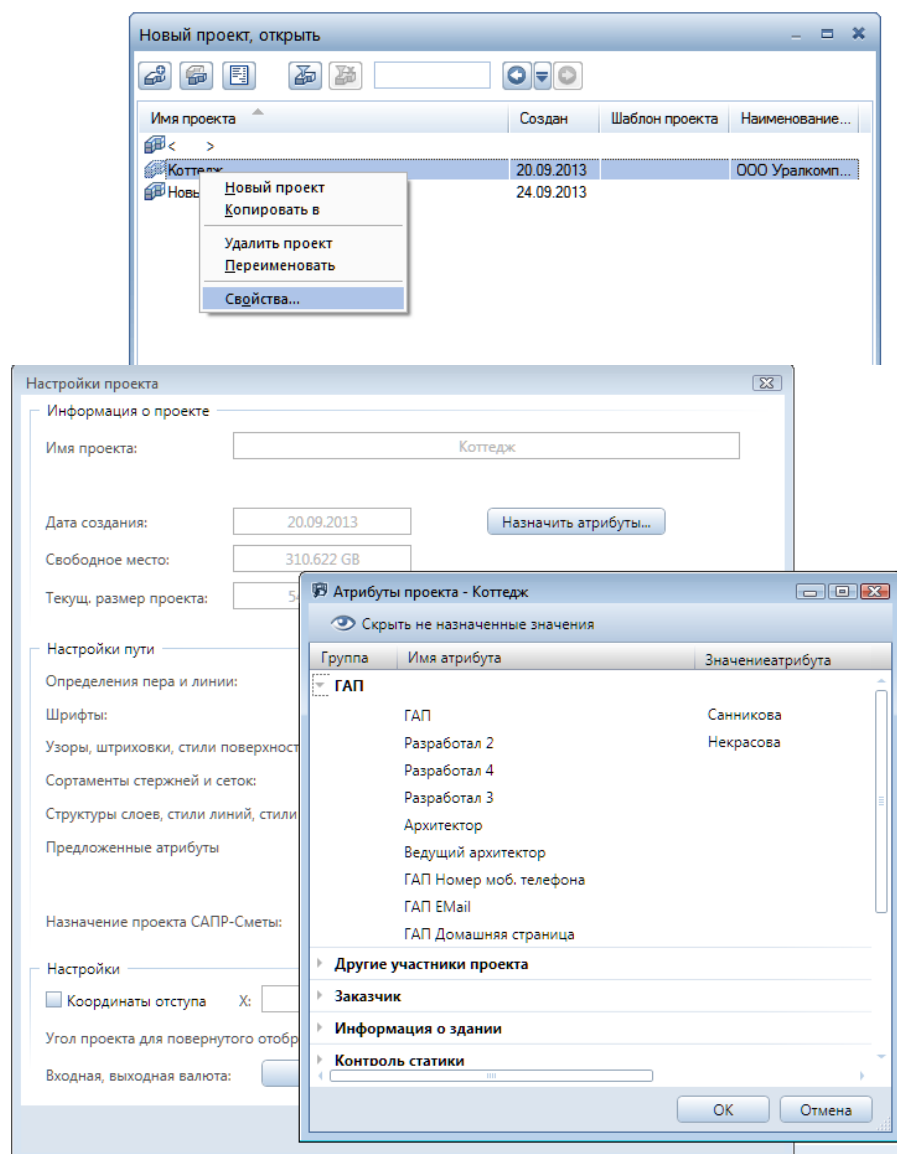 Новый проект, открыть
Имя проекта Создан Шаблон проекта Наименование...
< >
Коттедж 20.09.2013 ООО Уралкомп...
Новы 24.09.2013
Новый проект
Копировать в
Удалить проект
Переименовать
Свойства...
Настройки проекта
Информация о проекте
Имя проекта: Коттедж
Дата создания: 20.09.2013 Назначить атрибуты...
Свободное место: 310.622 GB
Текущ. размер проекта: 54
Настройки пути
Определения пера и линии:
Шрифты:
Узоры, штриховки, стили поверхност
Сортаменты стержней и сеток:
Структуры слоев, стили линий, стили
Предложенные атрибуты
Назначение проекта САПР-Сметы:
Настройки
Координаты отступа X:
Угол проекта для повернутого отобр
Входная, выходная валюта:
Атрибуты проекта - Коттедж
Скрыть не назначенные значения
Группа Имя атрибута Значениеатрибута
ГАП
ГАП Санникова
Разработал 2 Некрасова
Разработал 4
Разработал 3
Архитектор
Ведущий архитектор
ГАП Номер моб. телефона
ГАП EMail
ГАП Домашняя страница
Другие участники проекта
Заказчик
Информация о здании
Контроль статики
OK Отмена